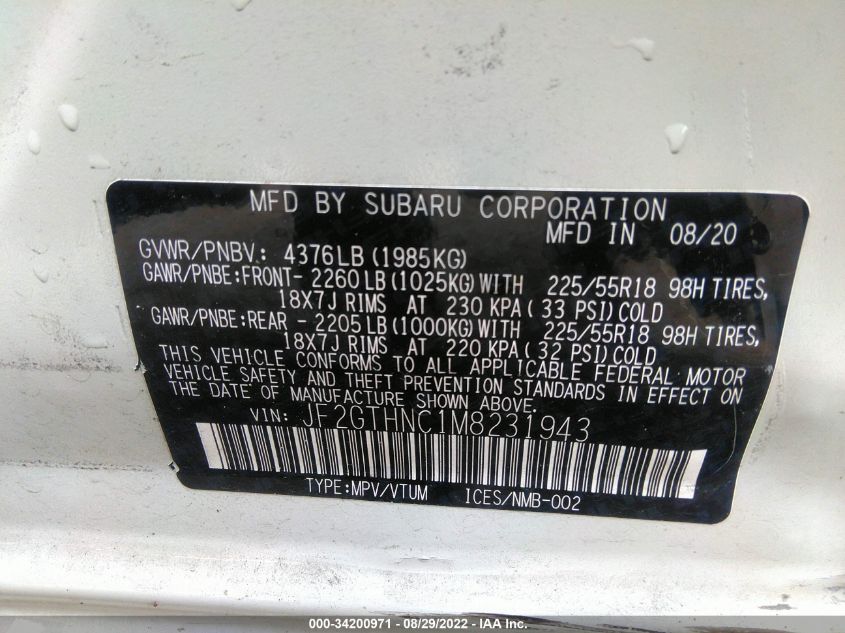 MFD BY SUBARU CORPORATION
MFD IN 08/20
GVWR/PNBV.: 4376LB (1985KG)
GAWR/PNBE:FRONT- 2260LB(1025KG)WITH 225/55R18 98H TIRES,
18X7J RIMS AT 230 KPA( 33 PSI)COLD
GAWR/PNBE:REAR - 2205LB(1000KG)WITH 225/55R18 98H TIRES,
18X7J RIMS AT 220 KPA(32 PSI)COLD
THIS VEHICLE CONFORMS TO ALL APPLICABLE FEDERAL MOTOR
VEHICLE SAFETY AND THEFT PREVENTION STANDARDS IN EFFECT ON
THE DATE OF MANUFACTURE SHOWN ABOVE.
VIN: JF2GTHNC1M8231943
TYPE:MPV/VTUM ICES/NMB-002
000-34200971 - 08/29/2022 - IAA Inc.